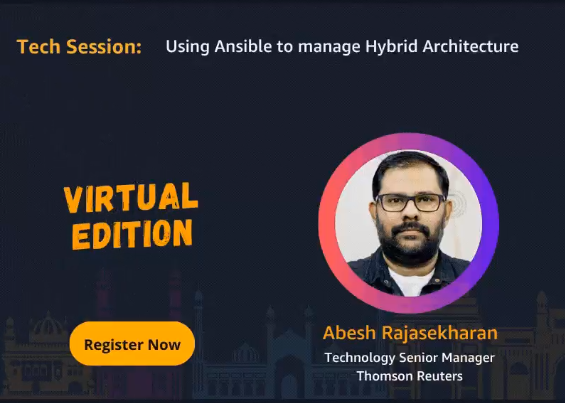 Tech Session: Using Ansible to manage Hybrid Architecture
VIRTUAL
EDITION
Register Now
Abesh Rajasekharan
Technology Senior Manager
Thomson Reuters